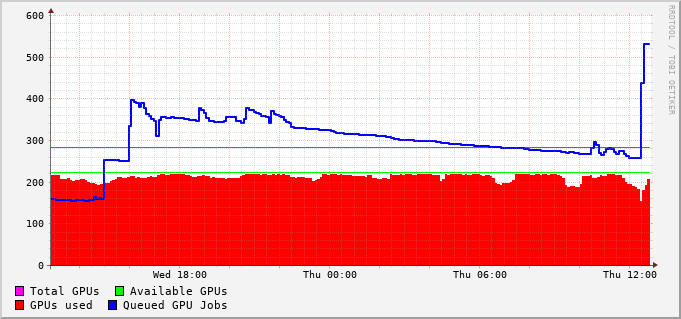 RRDTOOL / TOBI OETIKER
600
500
400
300
200
100
0
Wed 18:00 Thu 00:00 Thu 06:00 Thu 12:00
Total GPUs Available GPUs
GPUs used Queued GPU Jobs